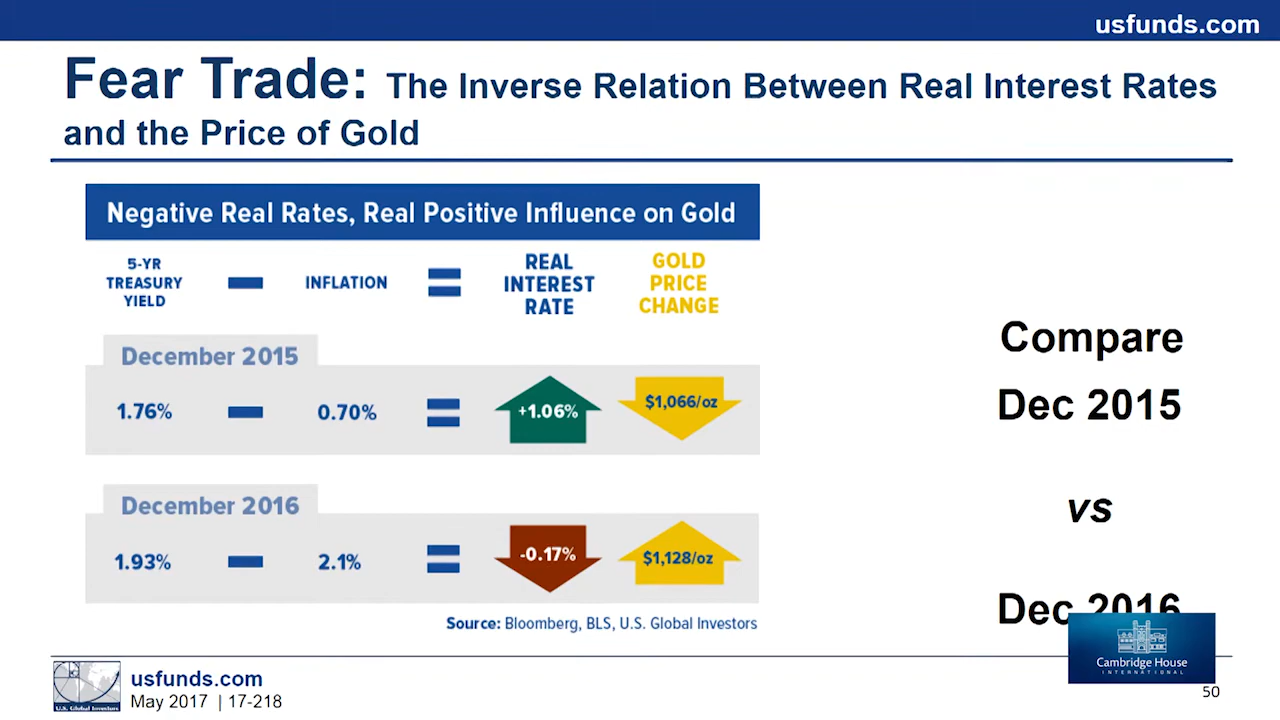 usfunds.com
Fear Trade: The Inverse Relation Between Real Interest Rates
and the Price of Gold
Negative Real Rates, Real Positive Influence on Gold
5-YR
TREASURY
YIELD
INFLATION
REAL
INTEREST
RATE
GOLD
PRICE
CHANGE
December 2015
1.76% – 0.70% = +1.06% $1,066/oz
December 2016
1.93% – 2.1% = -0.17% $1,128/oz
Source: Bloomberg, BLS, U.S. Global Investors
Compare
Dec 2015
vs
Dec 2016
Cambridge House
INTERNATIONAL
U.S. Global Investors
usfunds.com
May 2017 | 17-218
50